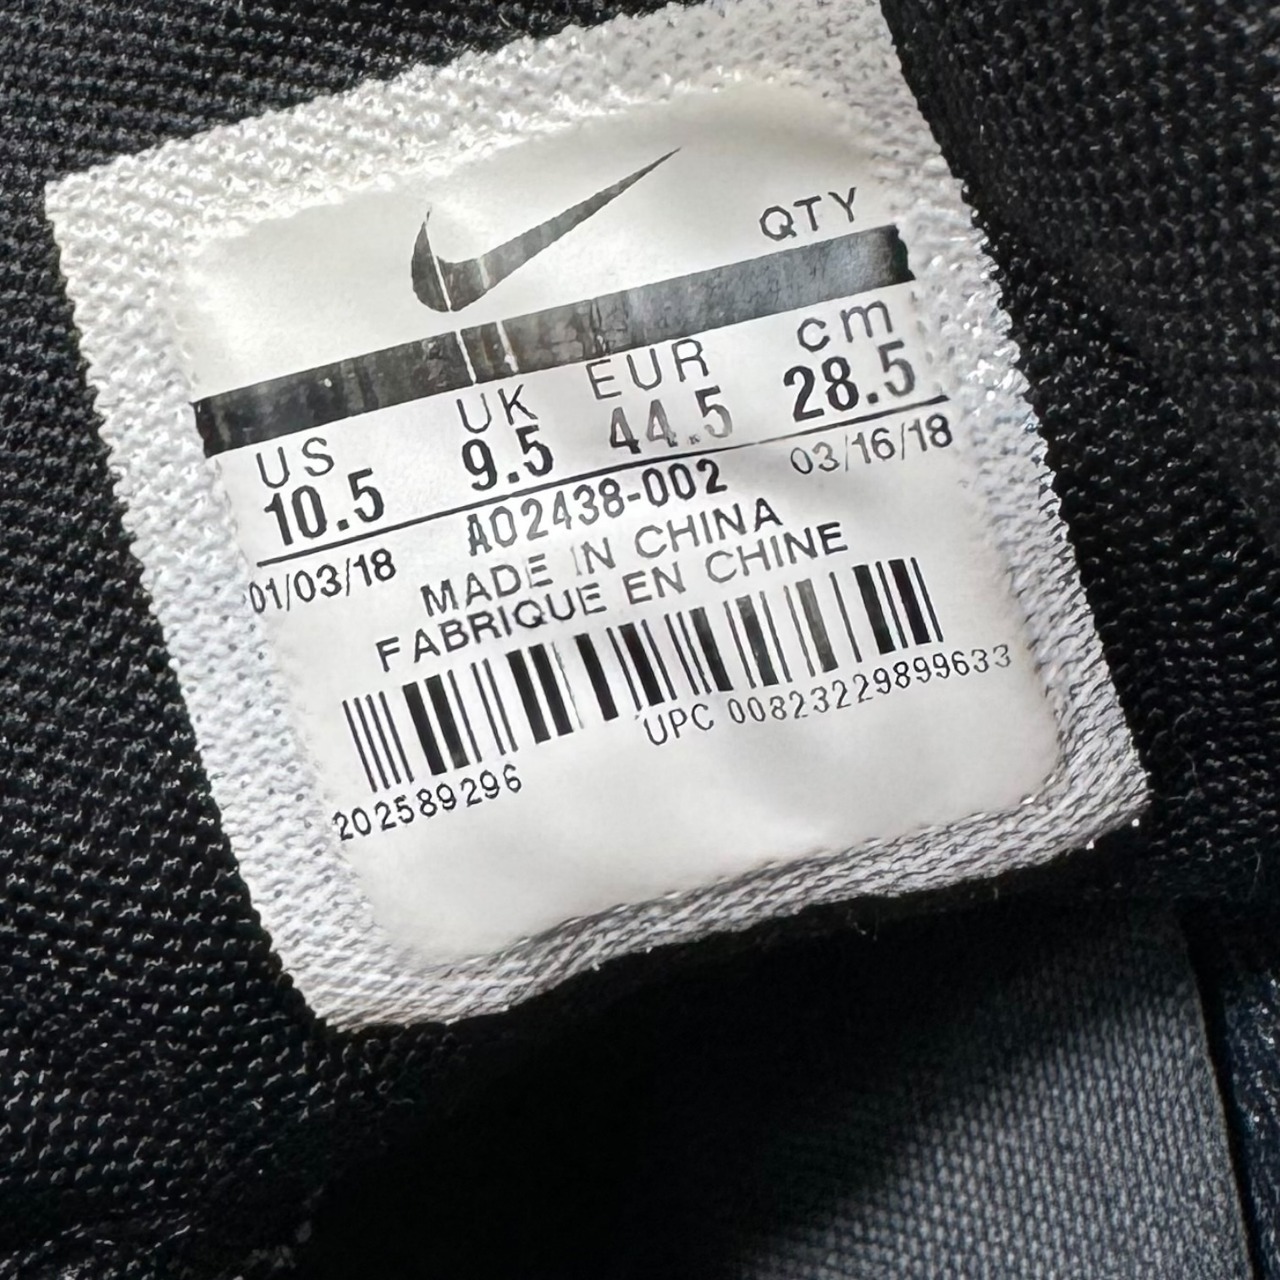 QTY
US UK EUR cm
10.5 9.5 44.5 28.5
01/03/18 AO2438-002 03/16/18
MADE IN CHINA
FABRIQUE EN CHINE
UPC 00823229899633
202589296